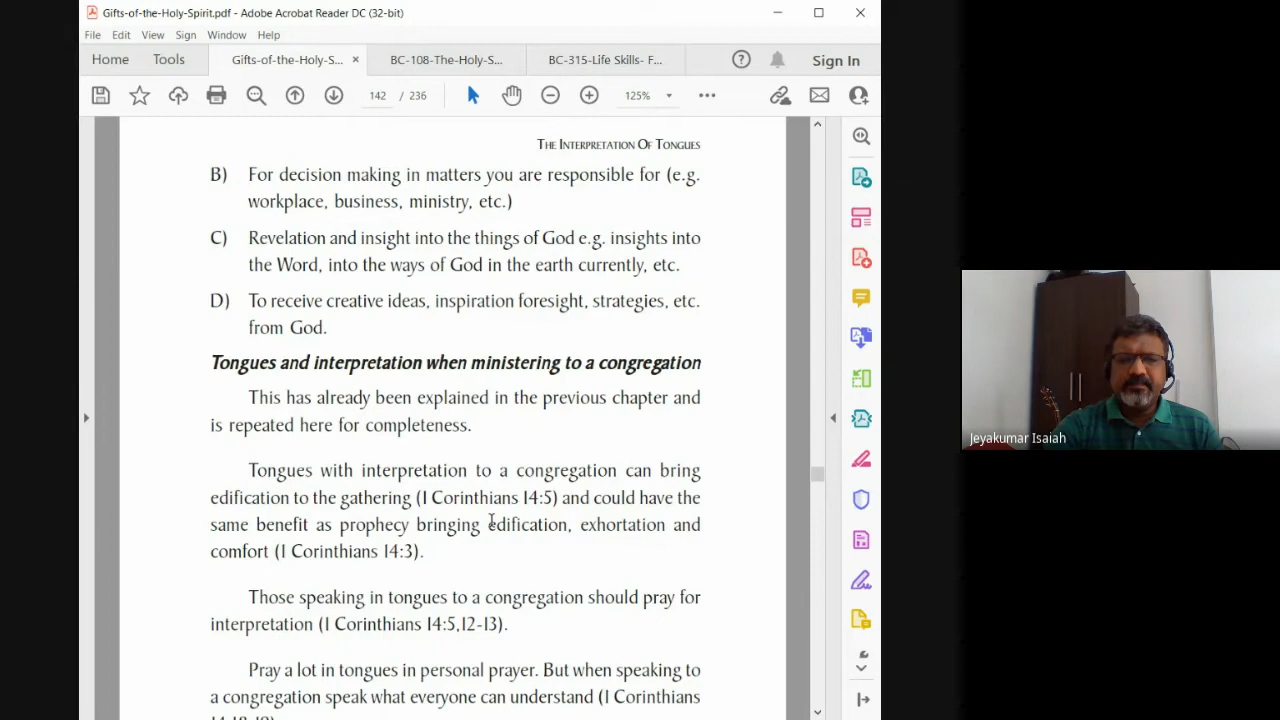 Gifts-of-the-Holy-Spirit.pdf - Adobe Acrobat Reader DC (32-bit)
File Edit View Sign Window Help
Home Tools Gifts-of-the-Holy-S... × BC-108-The-Holy-S... BC-315-Life Skills- F... Sign In
142 / 236 125%
THE INTERPRETATION OF TONGUES
B) For decision making in matters you are responsible for (e.g.
workplace, business, ministry, etc.)
C) Revelation and insight into the things of God e.g. insights into
the Word, into the ways of God in the earth currently, etc.
D) To receive creative ideas, inspiration foresight, strategies, etc.
from God.
Tongues and interpretation when ministering to a congregation
This has already been explained in the previous chapter and
is repeated here for completeness.
Tongues with interpretation to a congregation can bring
edification to the gathering (1 Corinthians 14:5) and could have the
same benefit as prophecy bringing edification, exhortation and
comfort (1 Corinthians 14:3).
Those speaking in tongues to a congregation should pray for
interpretation (1 Corinthians 14:5,12-13).
Pray a lot in tongues in personal prayer. But when speaking to
a congregation speak what everyone can understand (1 Corinthians
Jeyakumar Isaiah